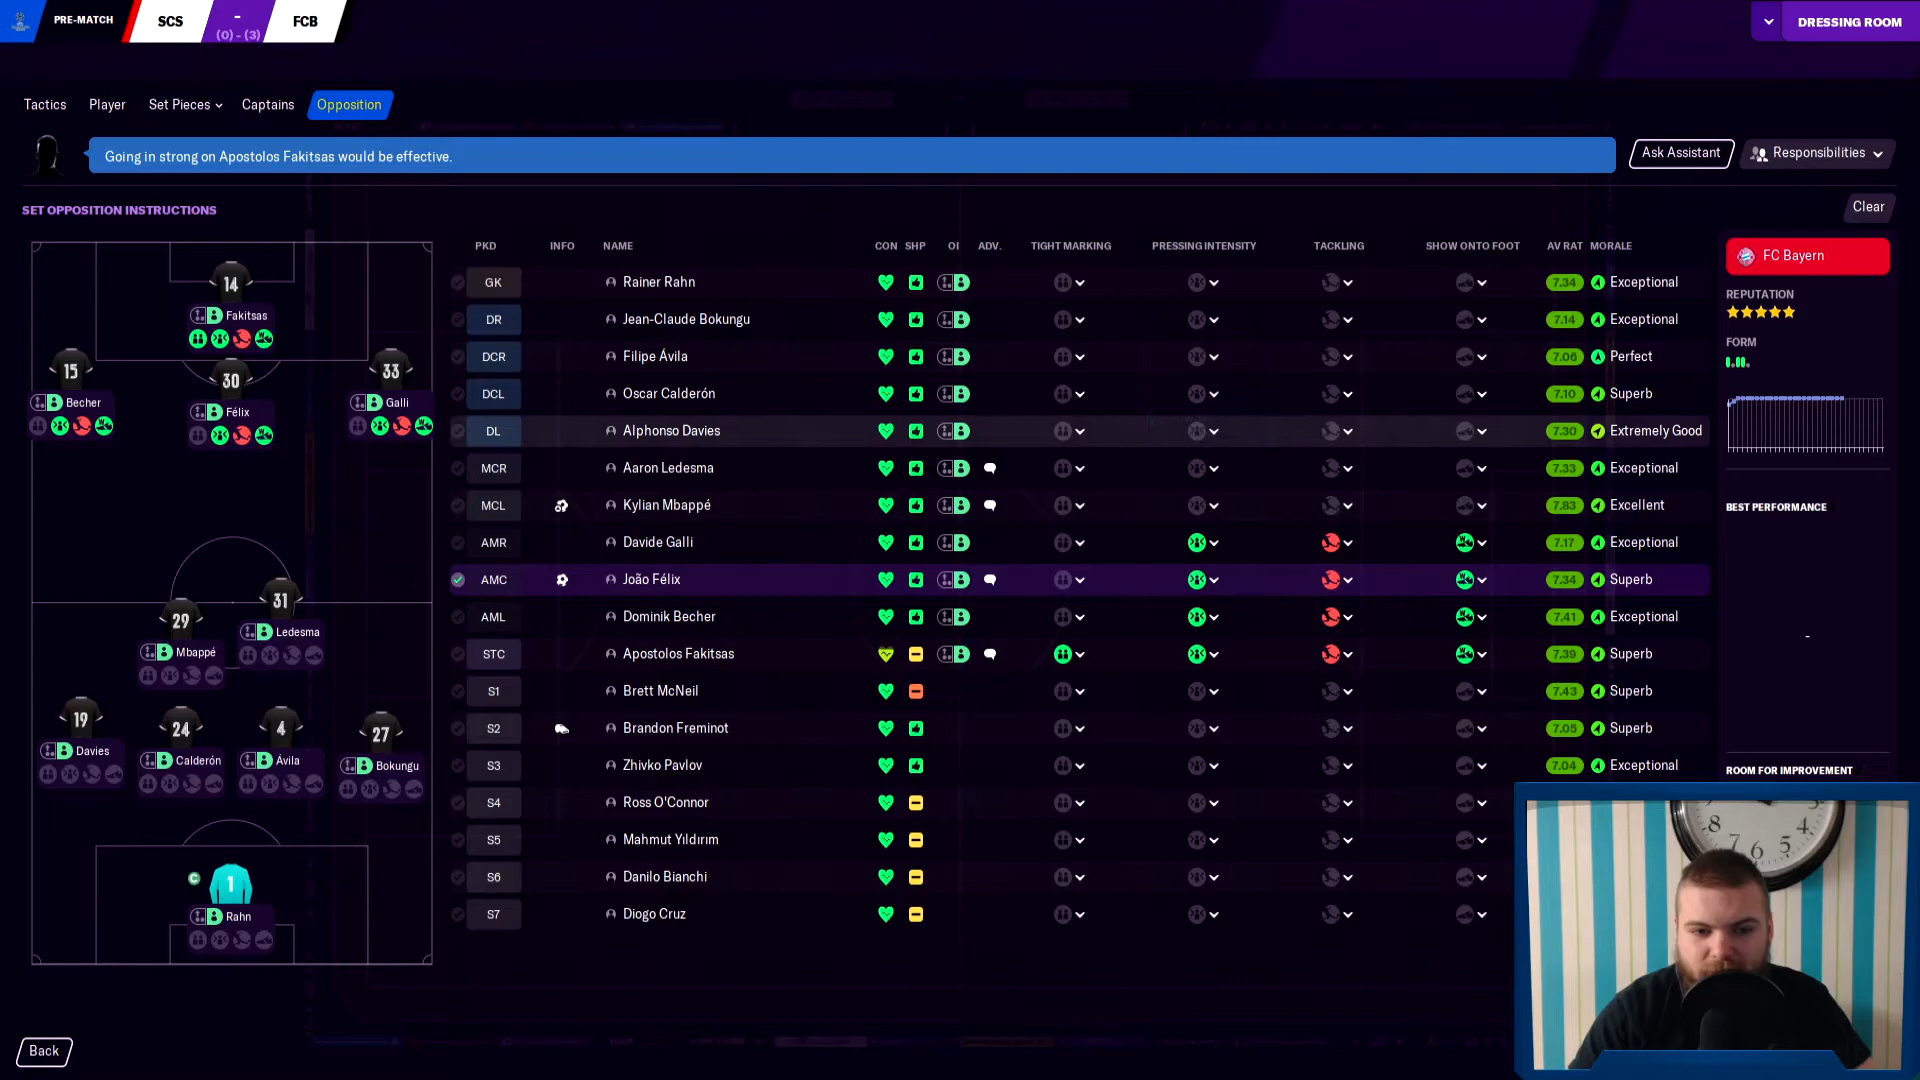 PRE-MATCH SCS - FCB
(0) - (3)
DRESSING ROOM
Tactics Player Set Pieces Captains Opposition
Going in strong on Apostolos Fakitsas would be effective.
Ask Assistant Responsibilities
SET OPPOSITION INSTRUCTIONS
Clear
PKD INFO NAME CON SHP OI ADV. TIGHT MARKING PRESSING INTENSITY TACKLING SHOW ONTO FOOT AV RAT MORALE
GK Rainer Rahn 7.34 Exceptional
DR Jean-Claude Bokungu 7.14 Exceptional
DCR Filipe Ávila 7.06 Perfect
DCL Oscar Calderón 7.10 Superb
DL Alphonso Davies 7.30 Extremely Good
MCR Aaron Ledesma 7.33 Exceptional
MCL Kylian Mbappé 7.83 Excellent
AMR Davide Galli 7.17 Exceptional
AMC João Félix 7.34 Superb
AML Dominik Becher 7.41 Exceptional
STC Apostolos Fakitsas 7.39 Superb
S1 Brett McNeil 7.43 Superb
S2 Brandon Freminot 7.05 Superb
S3 Zhivko Pavlov 7.04 Exceptional
S4 Ross O'Connor
S5 Mahmut Yıldırım
S6 Danilo Bianchi
S7 Diogo Cruz
14
Fakitsas
15 30 33
Becher Félix Galli
31
29 Ledesma
Mbappé
19 24 4 27
Davies Calderón Ávila Bokungu
C 1
Rahn
FC Bayern
REPUTATION
FORM
BEST PERFORMANCE
-
ROOM FOR IMPROVEMENT
8 7 6 5 4
Back